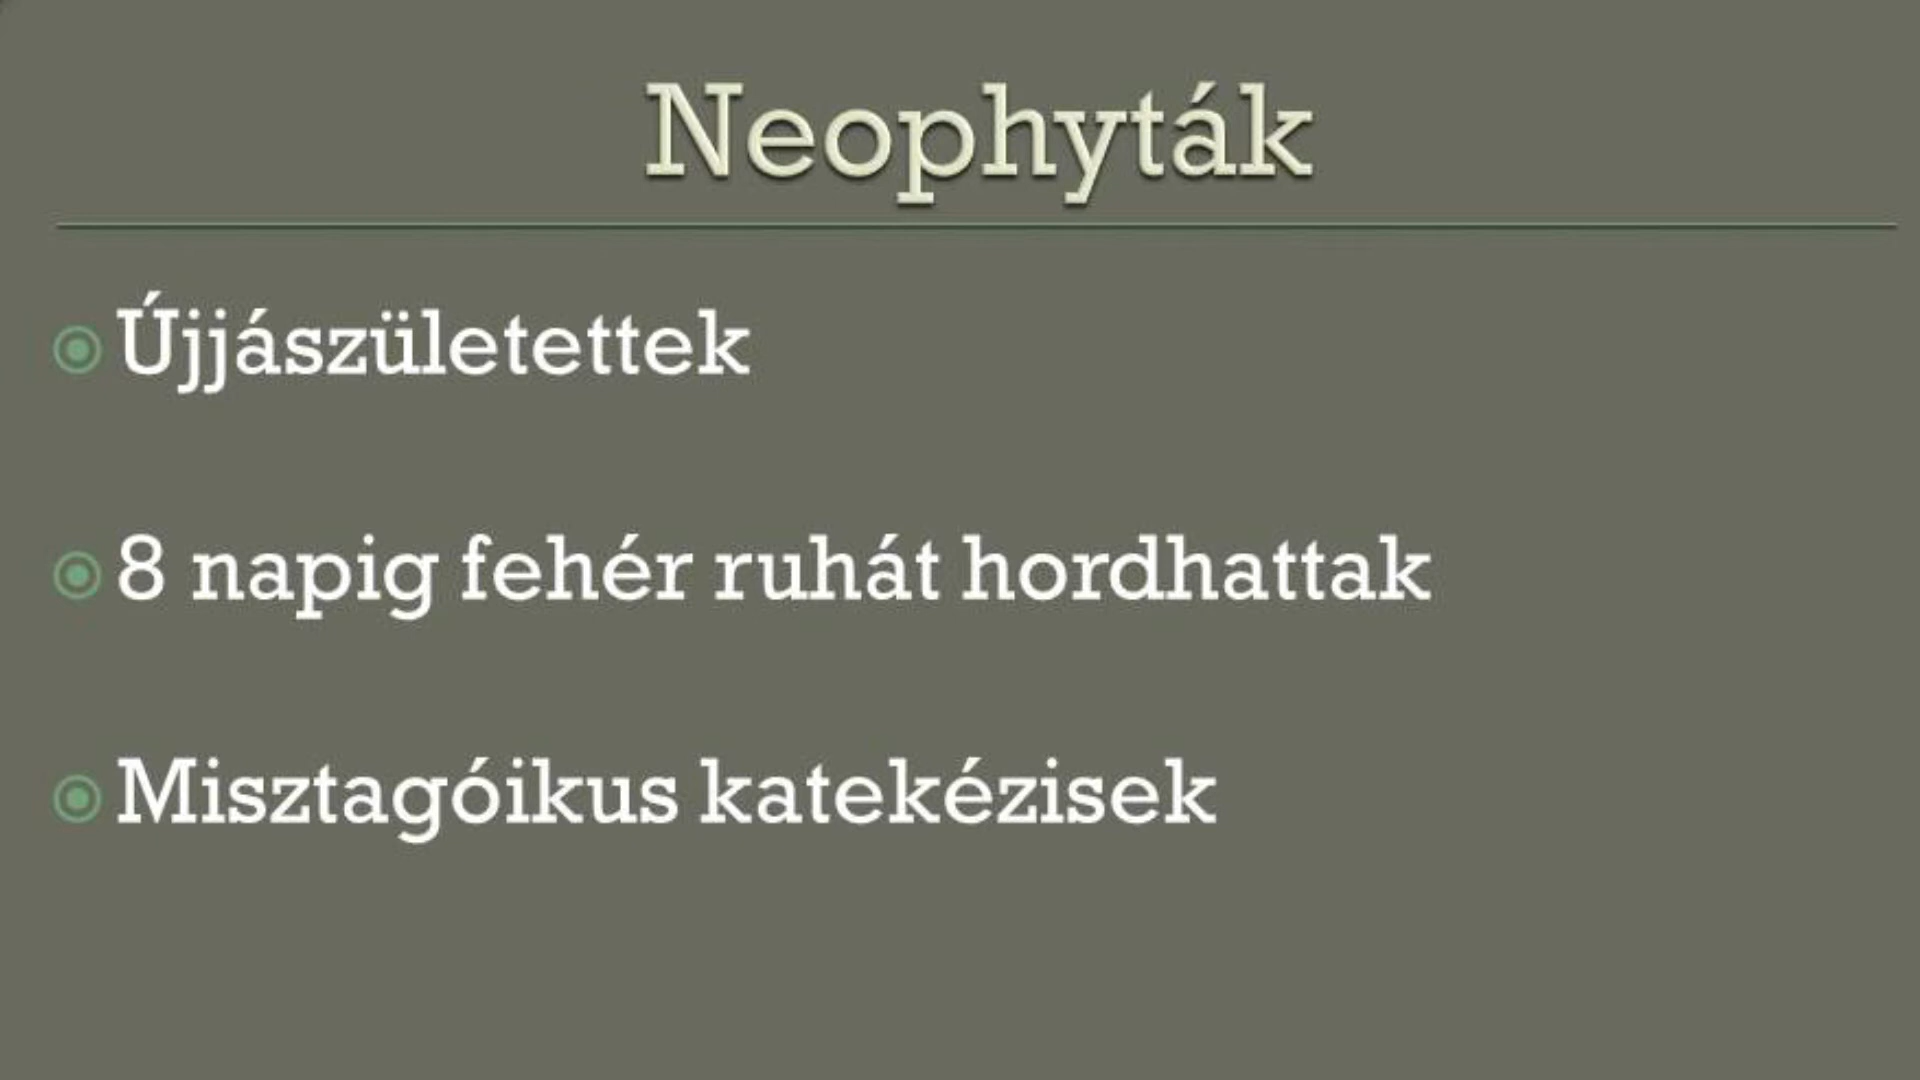 Neophyták
Újjászületettek
8 napig fehér ruhát hordhattak
Misztagóikus katekézisek